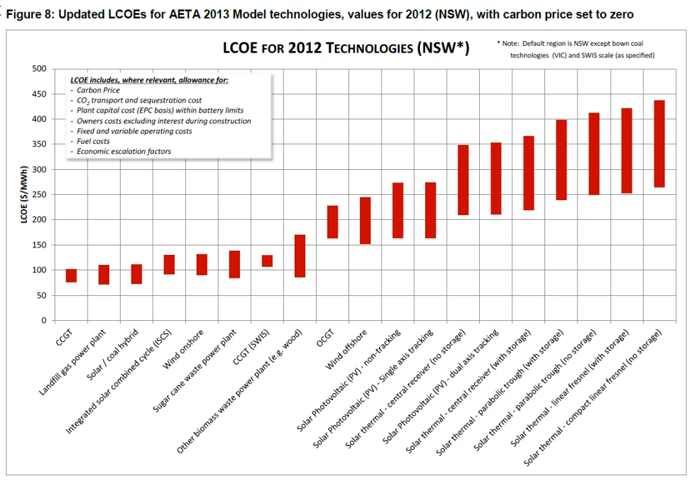 Figure 8: Updated LCOEs for AETA 2013 Model technologies, values for 2012 (NSW), with carbon price set to zero
LCOE FOR 2012 TECHNOLOGIES (NSW*)
* Note: Default region is NSW except bown coal
technologies (VIC) and SWIS scale (as specified)
LCOE includes, where relevant, allowance for:
- Carbon Price
- CO2 transport and sequestration cost
- Plant capital cost (EPC basis) within battery limits
- Owners costs excluding interest during construction
- Fixed and variable operating costs
- Fuel costs
- Economic escalation factors
LCOE ($/MWh)
500
450
400
350
300
250
200
150
100
50
0
CCGT
Landfill gas power plant
Solar / coal hybrid
Integrated solar combined cycle (ISCS)
Wind onshore
Sugar cane waste power plant
CCGT (SWIS)
Other biomass waste power plant (e.g. wood)
OCGT
Wind offshore
Solar Photovoltaic (PV) - non-tracking
Solar Photovoltaic (PV) - Single axis tracking
Solar thermal - central receiver (no storage)
Solar Photovoltaic (PV) - dual axis tracking
Solar thermal - central receiver (with storage)
Solar thermal - parabolic trough (with storage)
Solar thermal - parabolic trough (no storage)
Solar thermal - linear fresnel (with storage)
Solar thermal - compact linear fresnel (no storage)